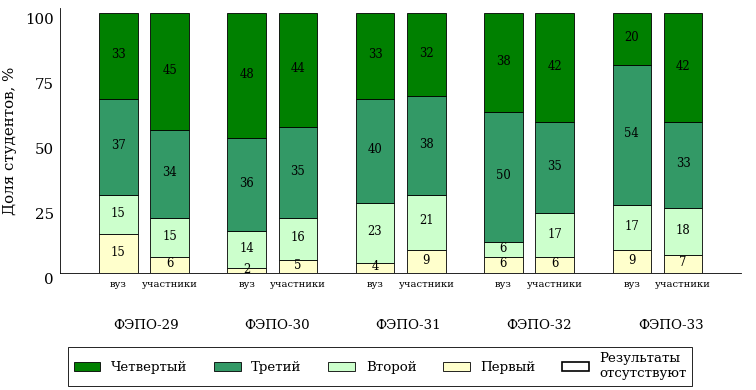 Доля студентов, %
100
75
50
25
0
33 45 48 44 33 32 38 42 20 42
37 34 36 35 40 38 50 35 54 33
15 15 14 16 23 21 6 17 17 18
15 6 2 5 4 9 6 6 9 7
вуз участники вуз участники вуз участники вуз участники вуз участники
ФЭПО-29 ФЭПО-30 ФЭПО-31 ФЭПО-32 ФЭПО-33
Четвертый Третий Второй Первый Результаты
отсутствуют